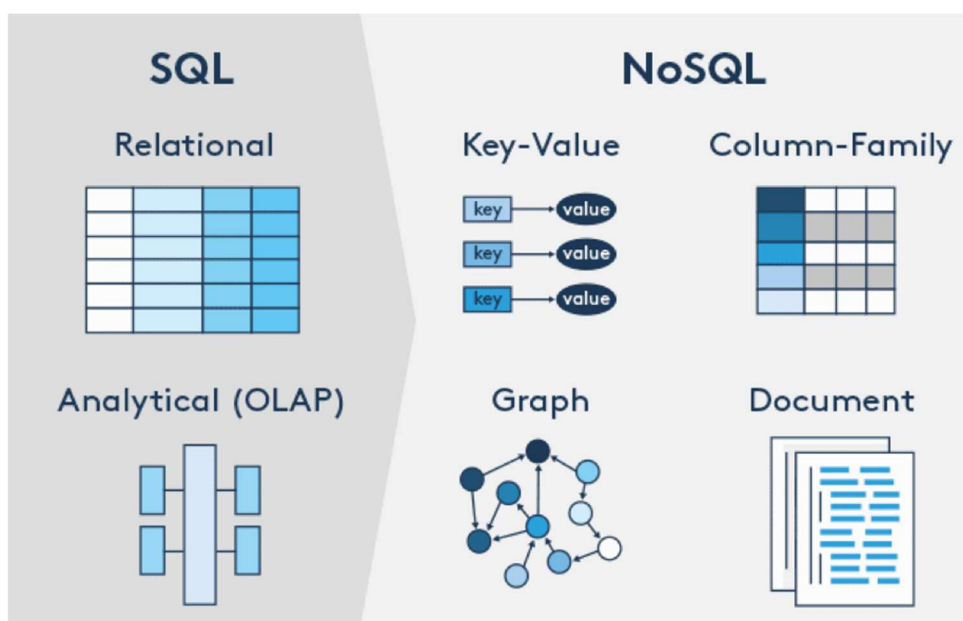 SQL
Relational
Analytical (OLAP)
NoSQL
Key-Value
key value
key value
key value
Column-Family
Graph
Document